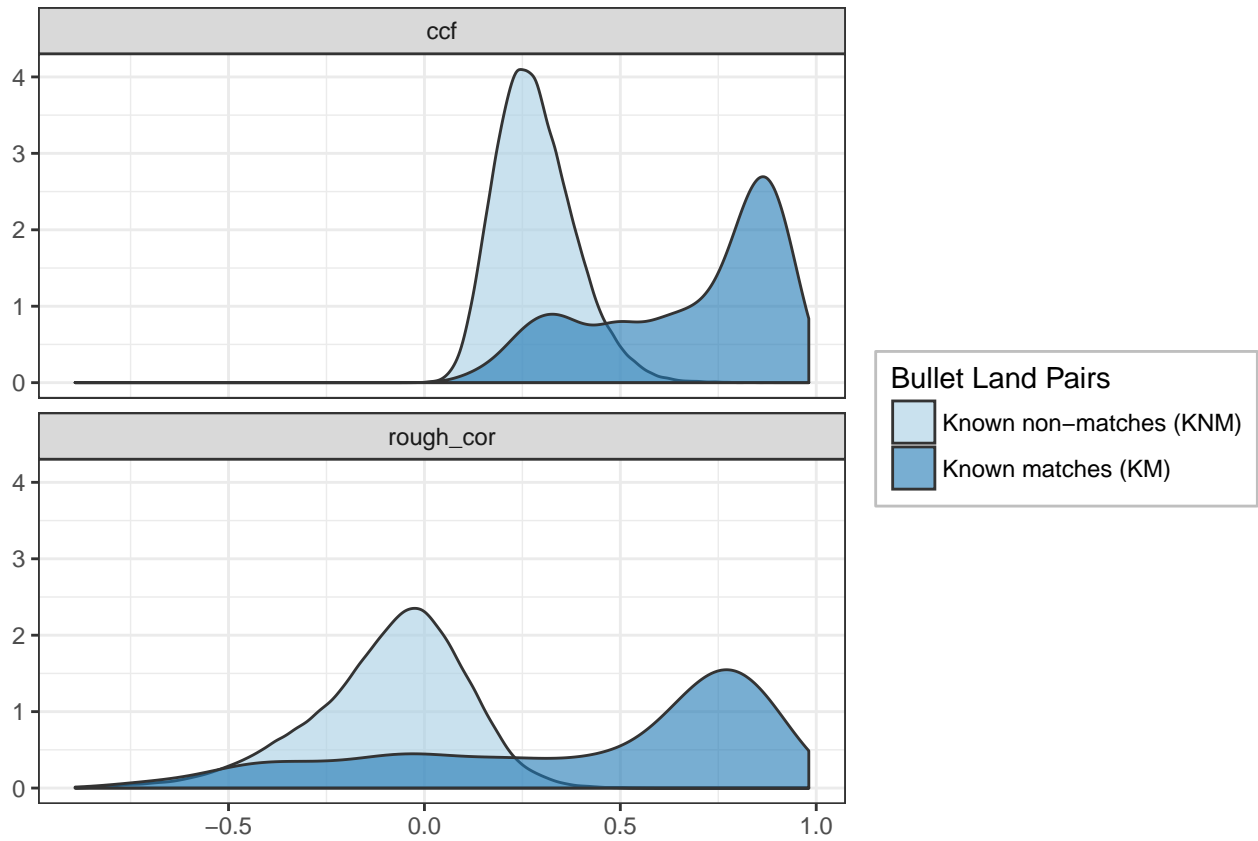 ccf
4
3
2
1
0
rough_cor
4
3
2
1
0
−0.5
0.0
0.5
1.0
Bullet Land Pairs
Known non−matches (KNM)
Known matches (KM)